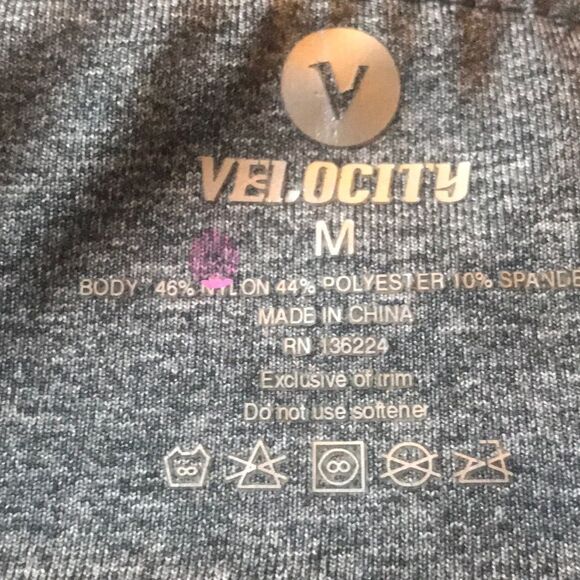 V
VELOCITY
M
BODY 46% NYLON 44% POLYESTER 10% SPANDE
MADE IN CHINA
RN 136224
Exclusive of trim
Do not use softener